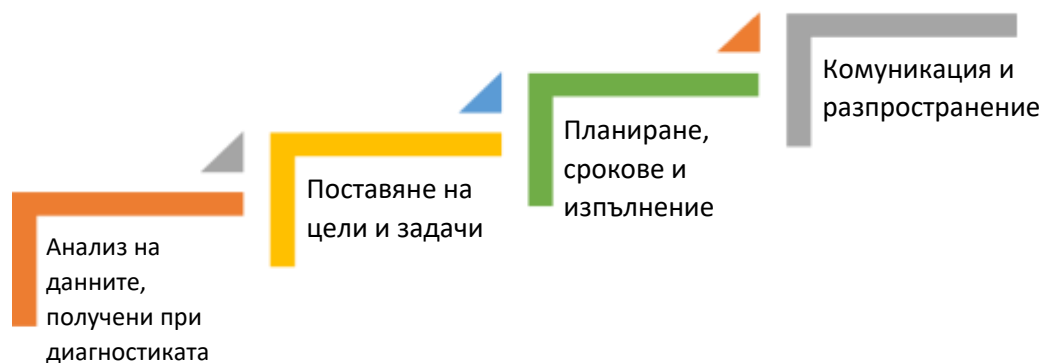 Анализ на
данните,
получени при
диагностиката
Поставяне на
цели и задачи
Планиране,
срокове и
изпълнение
Комуникация и
разпространение